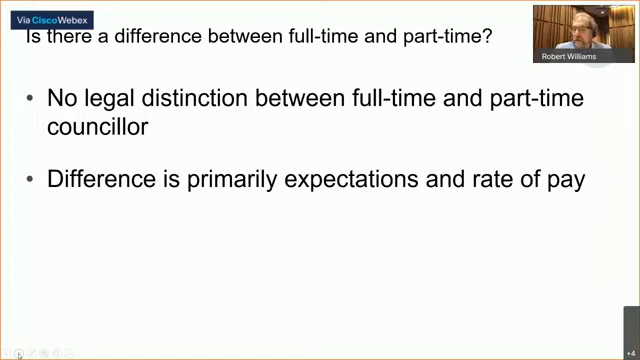 Via Cisco Webex
Is there a difference between full-time and part-time?
Robert Williams
• No legal distinction between full-time and part-time
councillor
• Difference is primarily expectations and rate of pay
+4